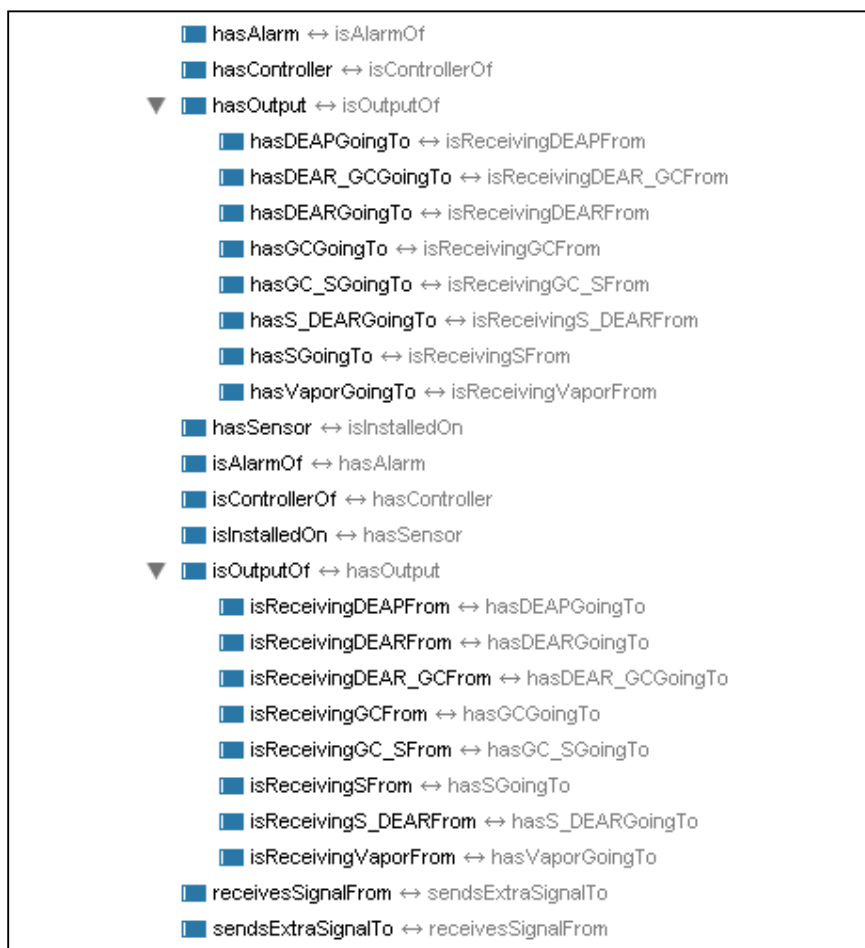 hasAlarm ↔ isAlarmOf
hasController ↔ isControllerOf
hasOutput ↔ isOutputOf
hasDEAPGoingTo ↔ isReceivingDEAPFrom
hasDEAR_GCGoingTo ↔ isReceivingDEAR_GCFrom
hasDEARGoingTo ↔ isReceivingDEARFrom
hasGCGoingTo ↔ isReceivingGCFrom
hasGC_SGoingTo ↔ isReceivingGC_SFrom
hasS_DEARGoingTo ↔ isReceivingS_DEARFrom
hasSGoingTo ↔ isReceivingSFrom
hasVaporGoingTo ↔ isReceivingVaporFrom
hasSensor ↔ isInstalledOn
isAlarmOf ↔ hasAlarm
isControllerOf ↔ hasController
isInstalledOn ↔ hasSensor
isOutputOf ↔ hasOutput
isReceivingDEAPFrom ↔ hasDEAPGoingTo
isReceivingDEARFrom ↔ hasDEARGoingTo
isReceivingDEAR_GCFrom ↔ hasDEAR_GCGoingTo
isReceivingGCFrom ↔ hasGCGoingTo
isReceivingGC_SFrom ↔ hasGC_SGoingTo
isReceivingSFrom ↔ hasSGoingTo
isReceivingS_DEARFrom ↔ hasS_DEARGoingTo
isReceivingVaporFrom ↔ hasVaporGoingTo
receivesSignalFrom ↔ sendsExtraSignalTo
sendsExtraSignalTo ↔ receivesSignalFrom